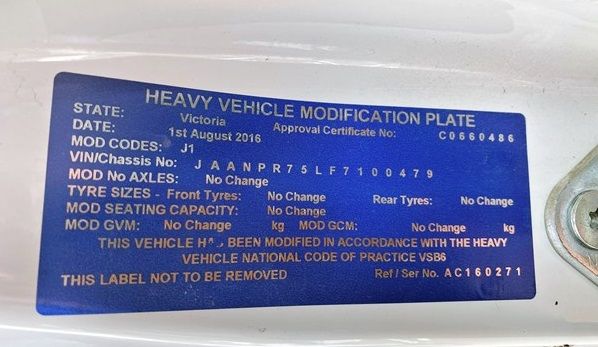 HEAVY VEHICLE MODIFICATION PLATE
STATE: Victoria
DATE: 1st August 2016 Approval Certificate No: C0660486
MOD CODES: J1
VIN/Chassis No: JAANPR75LF7100479
MOD No AXLES: No Change
TYRE SIZES - Front Tyres: No Change Rear Tyres: No Change
MOD SEATING CAPACITY: No Change
MOD GVM: No Change kg MOD GCM: No Change kg
THIS VEHICLE HAS BEEN MODIFIED IN ACCORDANCE WITH THE HEAVY
VEHICLE NATIONAL CODE OF PRACTICE VSB6
THIS LABEL NOT TO BE REMOVED Ref / Ser No. AC160271